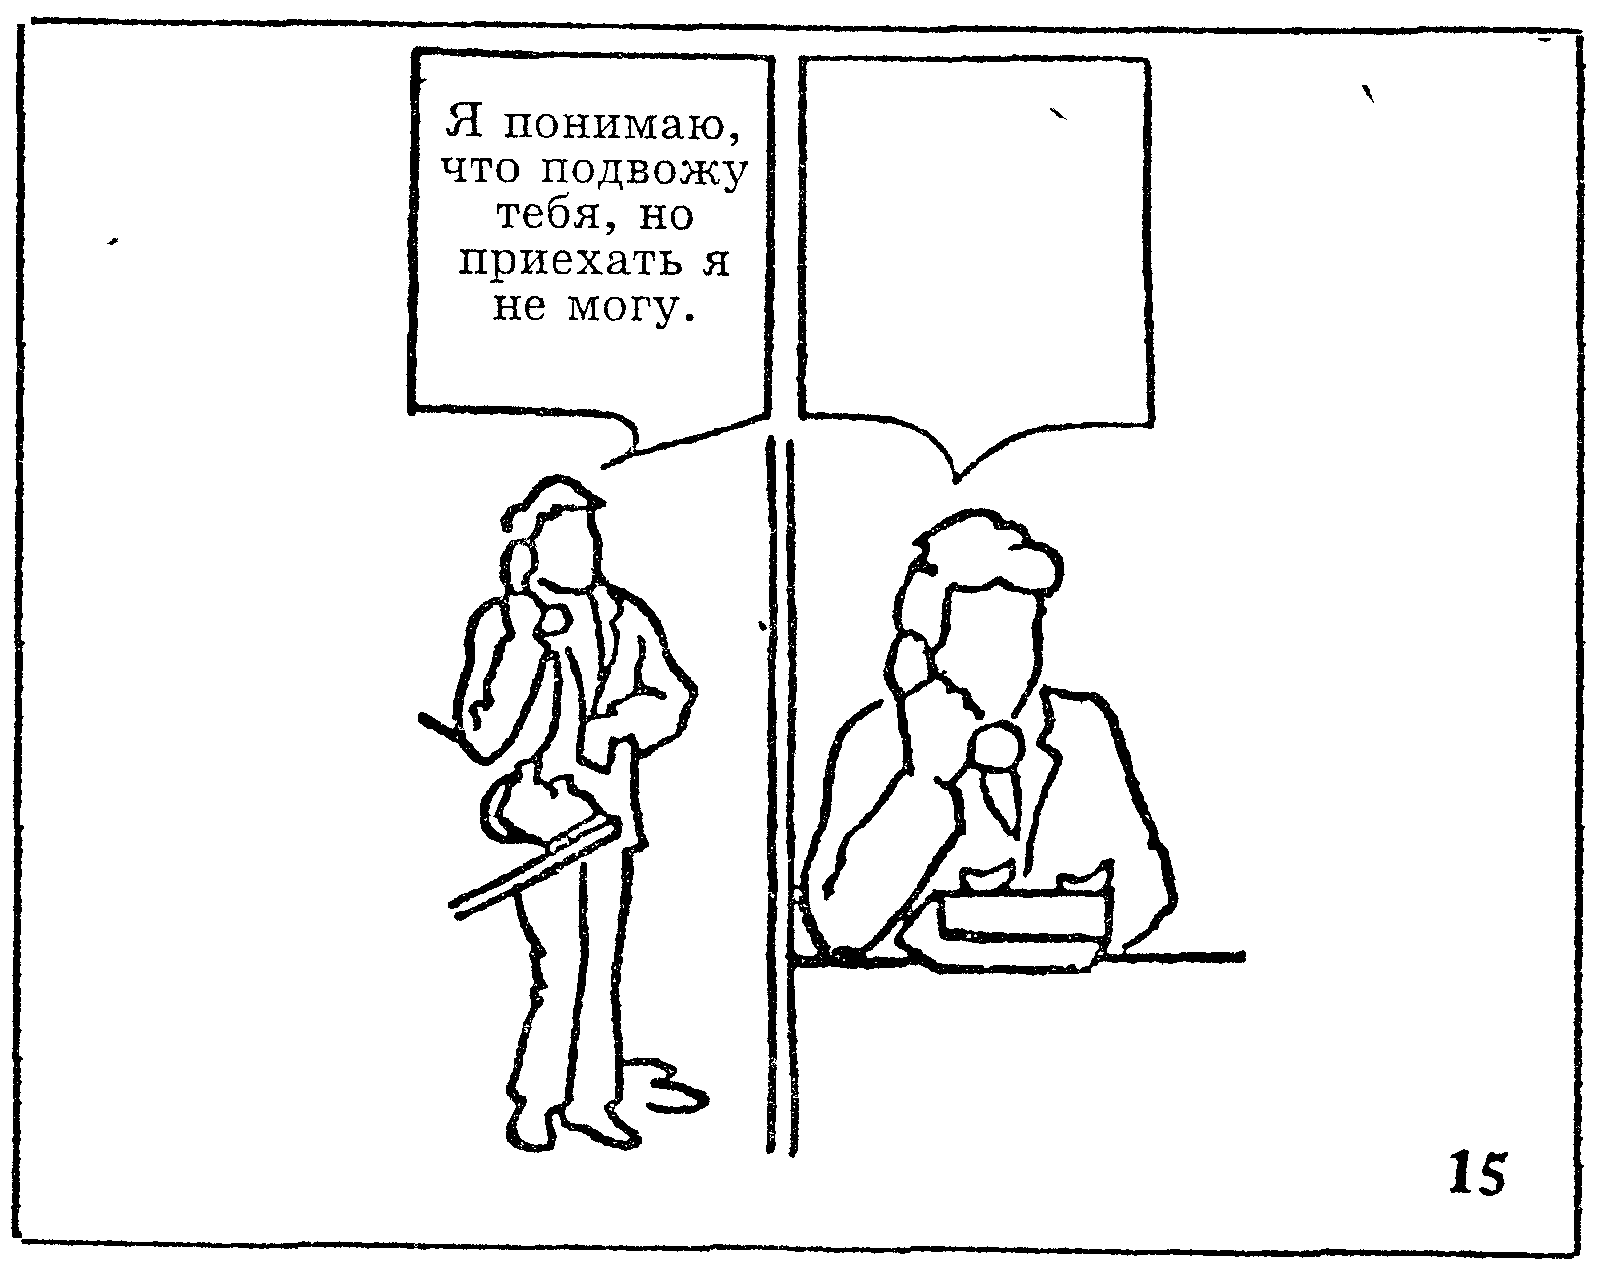 Я понимаю,
что подвожу
тебя, но
приехать я
не могу.
15